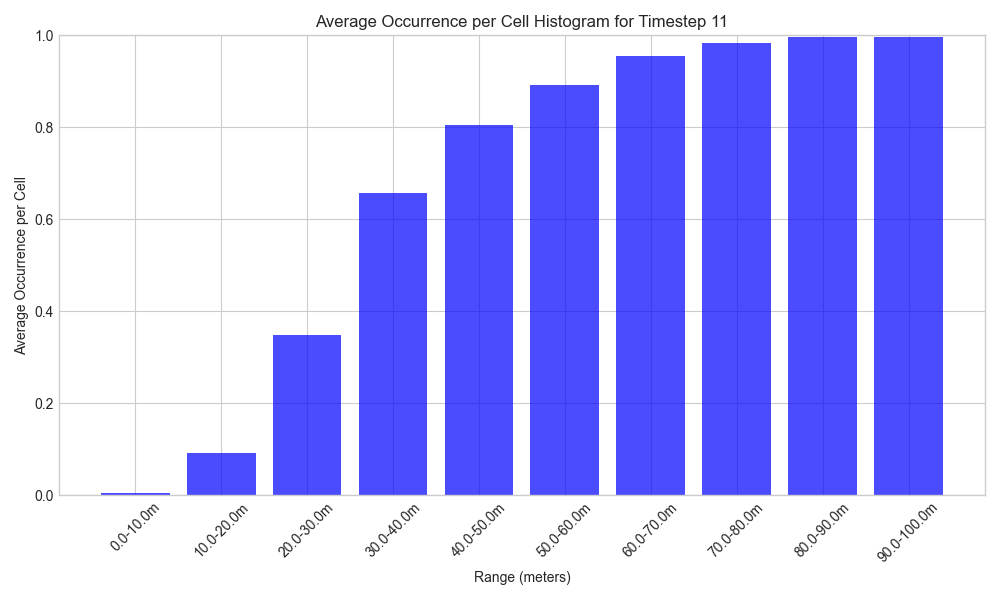 Average Occurrence per Cell Histogram for Timestep 11
Average Occurrence per Cell
1.0
0.8
0.6
0.4
0.2
0.0
0.0-10.0m
10.0-20.0m
20.0-30.0m
30.0-40.0m
40.0-50.0m
50.0-60.0m
60.0-70.0m
70.0-80.0m
80.0-90.0m
90.0-100.0m
Range (meters)